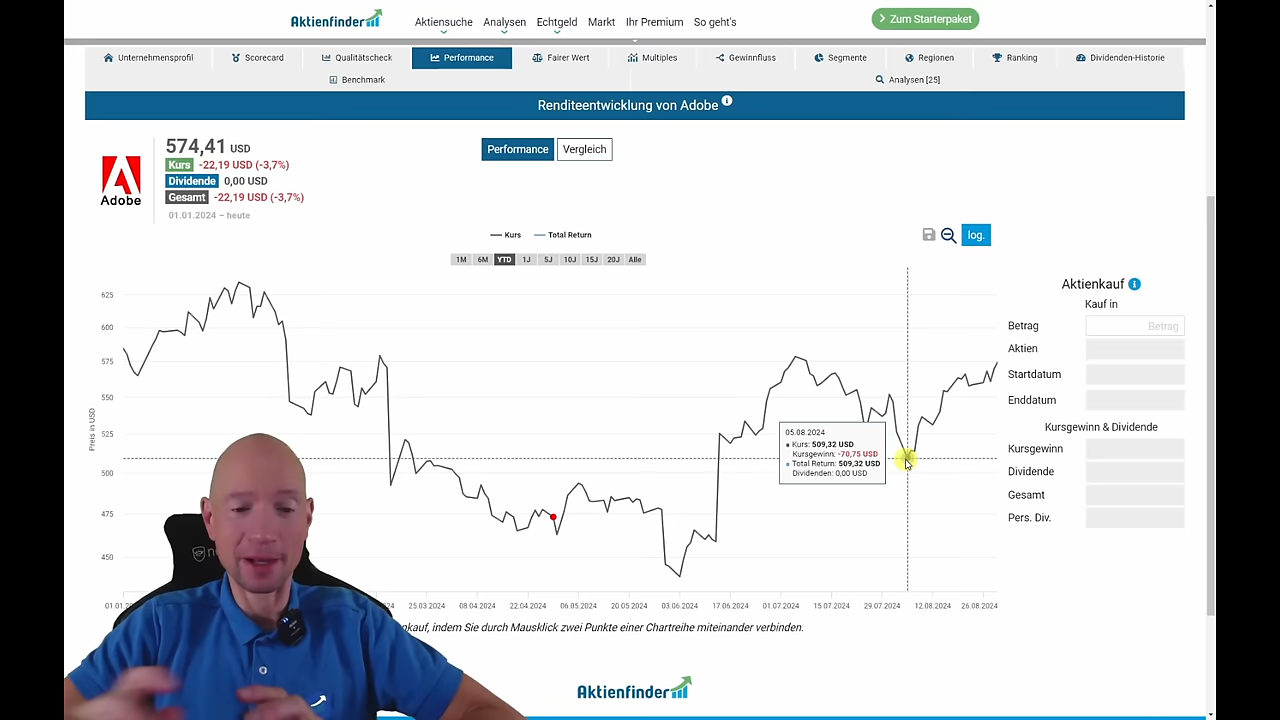 Aktienfinder
Aktiensuche Analysen Echtgeld Markt Ihr Premium So geht's
Zum Starterpaket
Unternehmensprofil Scorecard Qualitätscheck Performance Fairer Wert Multiples Gewinnfluss Segmente Regionen Ranking Dividenden-Historie
Benchmark Analysen [25]
Renditeentwicklung von Adobe
574,41 USD
Kurs -22,19 USD (-3,7%)
Dividende 0,00 USD
Gesamt -22,19 USD (-3,7%)
01.01.2024 – heute
Adobe
Performance Vergleich
Kurs Total Return
log.
1M 6M YTD 1J 5J 10J 15J 20J Alle
Preis in USD
625
600
575
550
525
500
475
450
05.08.2024
Kurs: 509,32 USD
Kursgewinn: -70,75 USD
Total Return: 509,32 USD
Dividenden: 0,00 USD
25.03.2024 08.04.2024 22.04.2024 06.05.2024 20.05.2024 03.06.2024 17.06.2024 01.07.2024 15.07.2024 29.07.2024 12.08.2024 26.08.2024
indem Sie durch Mausklick zwei Punkte einer Chartreihe miteinander verbinden.
Aktienkauf
Kauf in
Betrag Betrag
Aktien
Startdatum
Enddatum
Kursgewinn & Dividende
Kursgewinn
Dividende
Gesamt
Pers. Div.
Aktienfinder